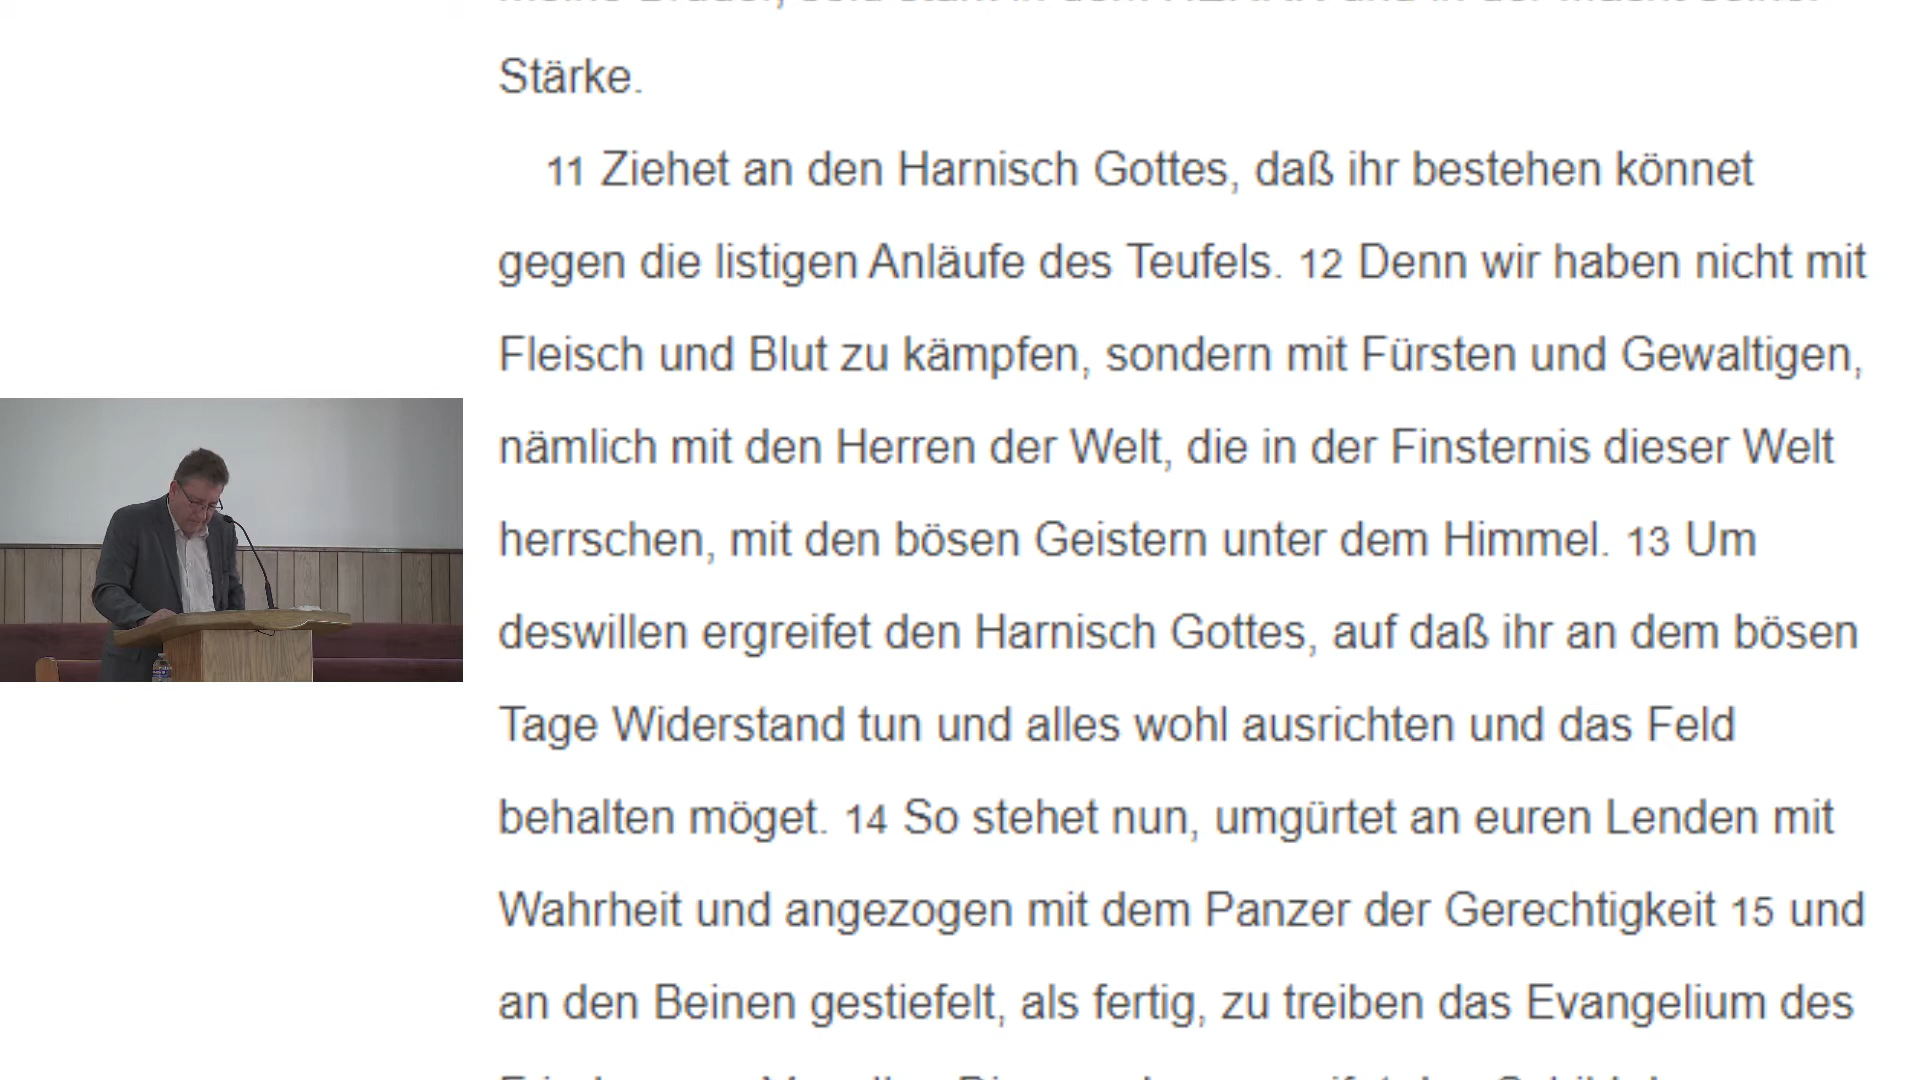 Stärke.
11 Ziehet an den Harnisch Gottes, daß ihr bestehen könnet
gegen die listigen Anläufe des Teufels. 12 Denn wir haben nicht mit
Fleisch und Blut zu kämpfen, sondern mit Fürsten und Gewaltigen,
nämlich mit den Herren der Welt, die in der Finsternis dieser Welt
herrschen, mit den bösen Geistern unter dem Himmel. 13 Um
deswillen ergreifet den Harnisch Gottes, auf daß ihr an dem bösen
Tage Widerstand tun und alles wohl ausrichten und das Feld
behalten möget. 14 So stehet nun, umgürtet an euren Lenden mit
Wahrheit und angezogen mit dem Panzer der Gerechtigkeit 15 und
an den Beinen gestiefelt, als fertig, zu treiben das Evangelium des